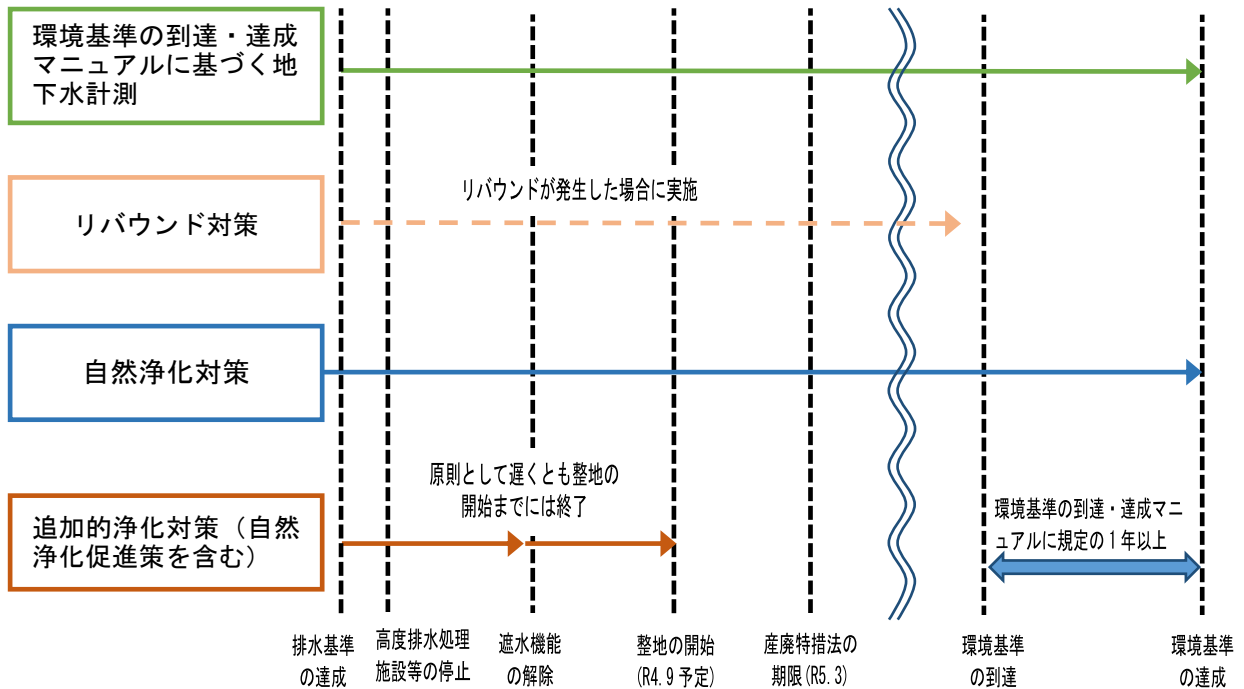 環境基準の到達・達成
マニュアルに基づく地
下水計測
リバウンドが発生した場合に実施
リバウンド対策
自然浄化対策
原則として遅くとも整地の
開始までには終了
追加的浄化対策（自然
浄化促進策を含む）
環境基準の到達・達成マニ
ュアルに規定の１年以上
排水基準
の達成
高度排水処理
施設等の停止
遮水機能
の解除
整地の開始
(R4.9 予定)
産廃特措法の
期限(R5.3)
環境基準
の到達
環境基準
の達成